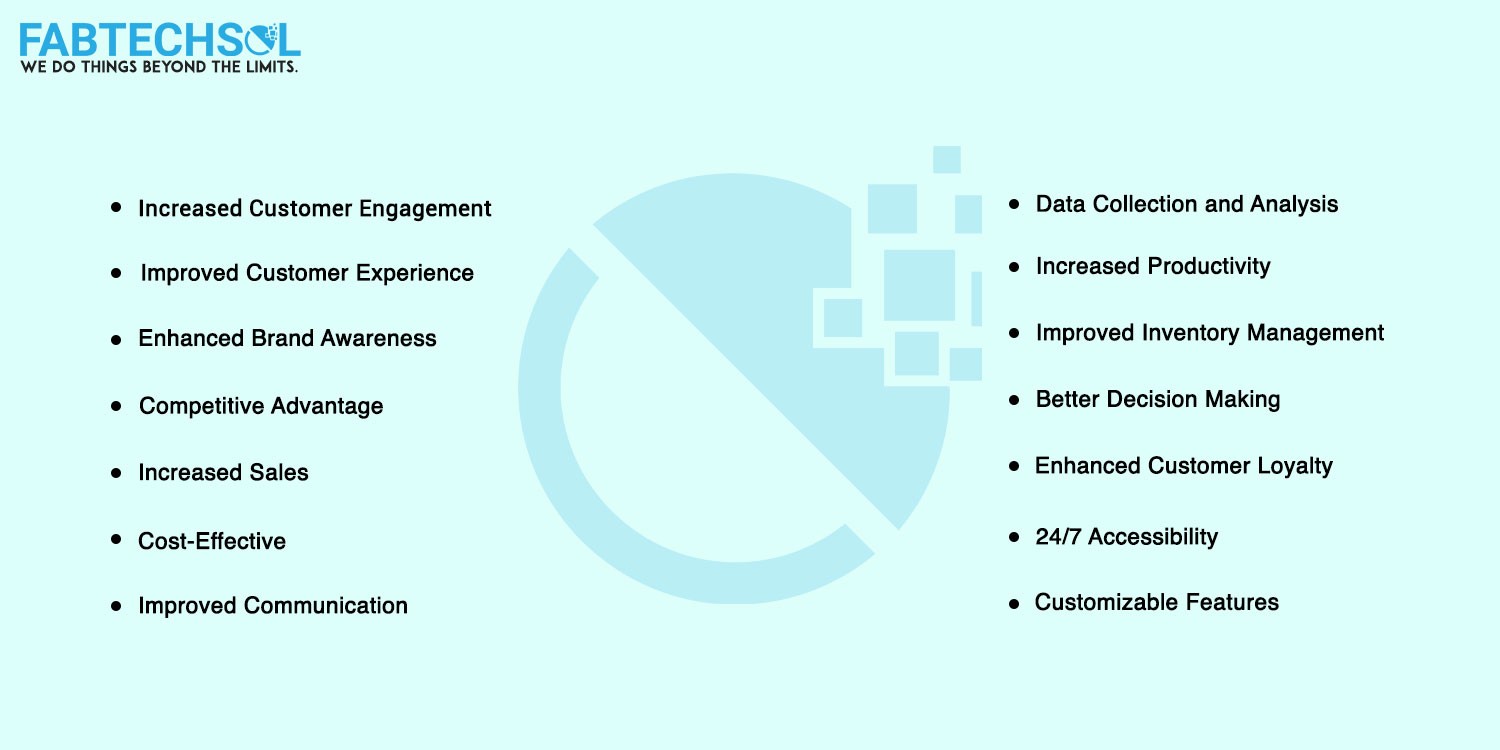 FABTECHSOL
WE DO THINGS BEYOND THE LIMITS.
Increased Customer Engagement
Improved Customer Experience
Enhanced Brand Awareness
Competitive Advantage
Increased Sales
Cost-Effective
Improved Communication
Data Collection and Analysis
Increased Productivity
Improved Inventory Management
Better Decision Making
Enhanced Customer Loyalty
24/7 Accessibility
Customizable Features